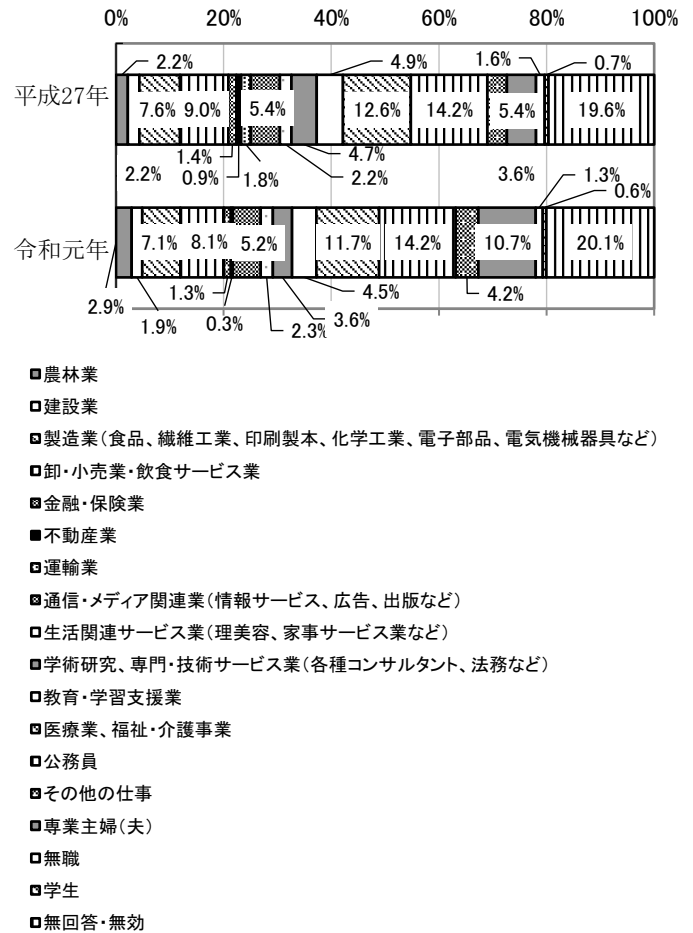 0% 20% 40% 60% 80% 100%
2.2% 4.9% 1.6% 0.7%
平成27年 7.6% 9.0% 5.4% 12.6% 14.2% 5.4% 19.6%
1.4% 4.7%
2.2% 0.9% 1.8% 2.2% 3.6% 1.3%
0.6%
令和元年 7.1% 8.1% 5.2% 11.7% 14.2% 10.7% 20.1%
2.9% 1.3% 4.5% 4.2%
1.9% 0.3% 2.3% 3.6%
農林業
建設業
製造業(食品、繊維工業、印刷製本、化学工業、電子部品、電気機械器具など)
卸・小売業・飲食サービス業
金融・保険業
不動産業
運輸業
通信・メディア関連業(情報サービス、広告、出版など)
生活関連サービス業(理美容、家事サービス業など)
学術研究、専門・技術サービス業(各種コンサルタント、法務など)
教育・学習支援業
医療業、福祉・介護事業
公務員
その他の仕事
専業主婦(夫)
無職
学生
無回答・無効